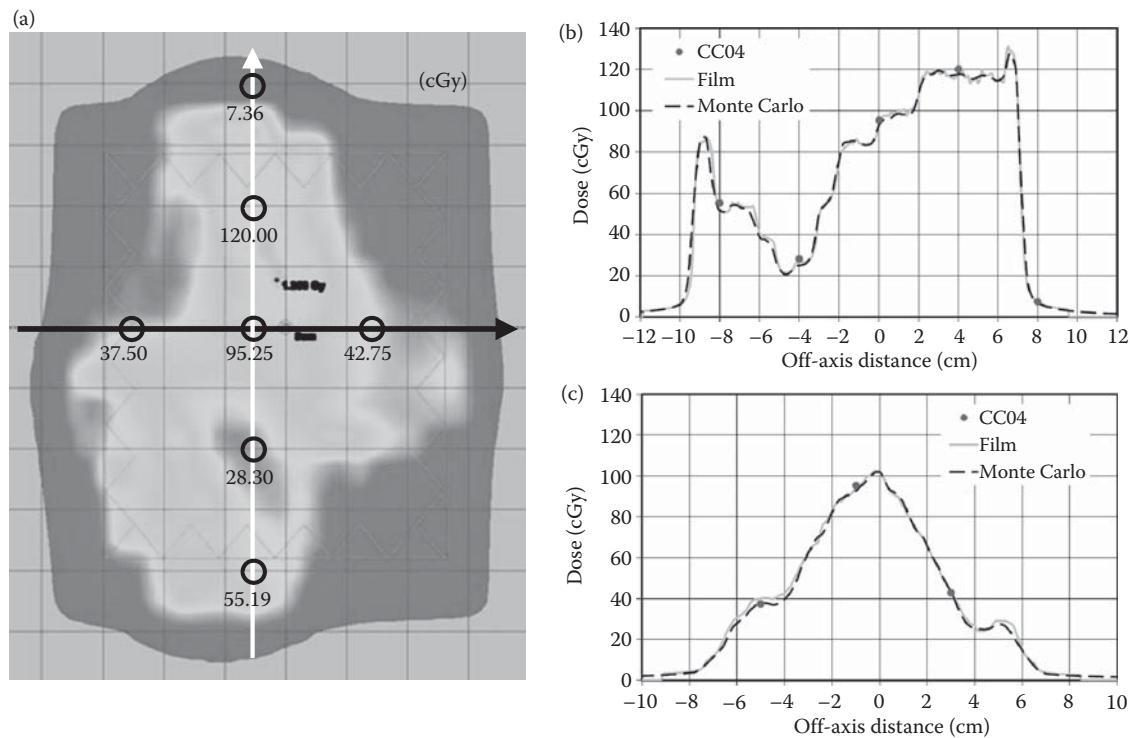 (a)
(cGy)
7.36
120.00
37.50
95.25
42.75
28.30
55.19
(b)
140
120
100
80
60
40
20
0
Dose (cGy)
CC04
Film
Monte Carlo
−12 −10 −8 −6 −4 −2 0 2 4 6 8 10 12
Off-axis distance (cm)
(c)
140
120
100
80
60
40
20
0
Dose (cGy)
CC04
Film
Monte Carlo
−10 −8 −6 −4 −2 0 2 4 6 8 10
Off-axis distance (cm)